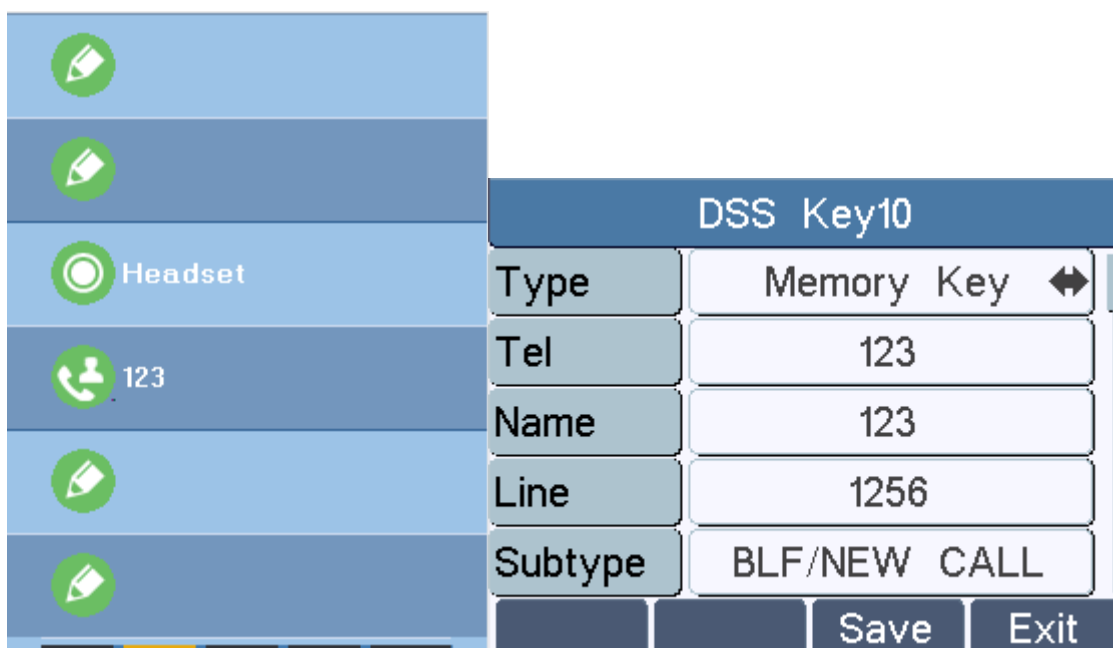 Headset
123
DSS Key10
Type Memory Key
Tel 123
Name 123
Line 1256
Subtype BLF/NEW CALL
Save Exit